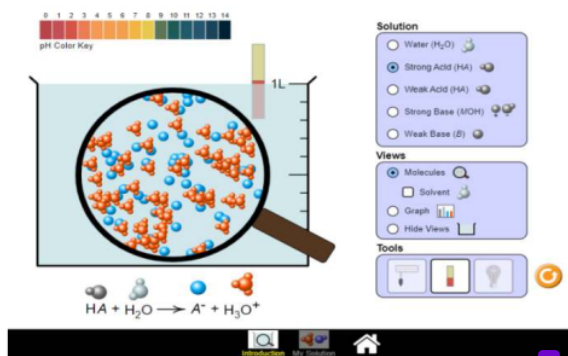 0 1 2 3 4 5 6 7 8 9 10 11 12 13 14
pH Color Key
1L
HA + H₂O → A⁻ + H₃O⁺
Solution
Water (H₂O)
Strong Acid (HA)
Weak Acid (HA)
Strong Base (MOH)
Weak Base (B)
Views
Molecules
Solvent
Graph
Hide Views
Tools
Introduction
My Solution